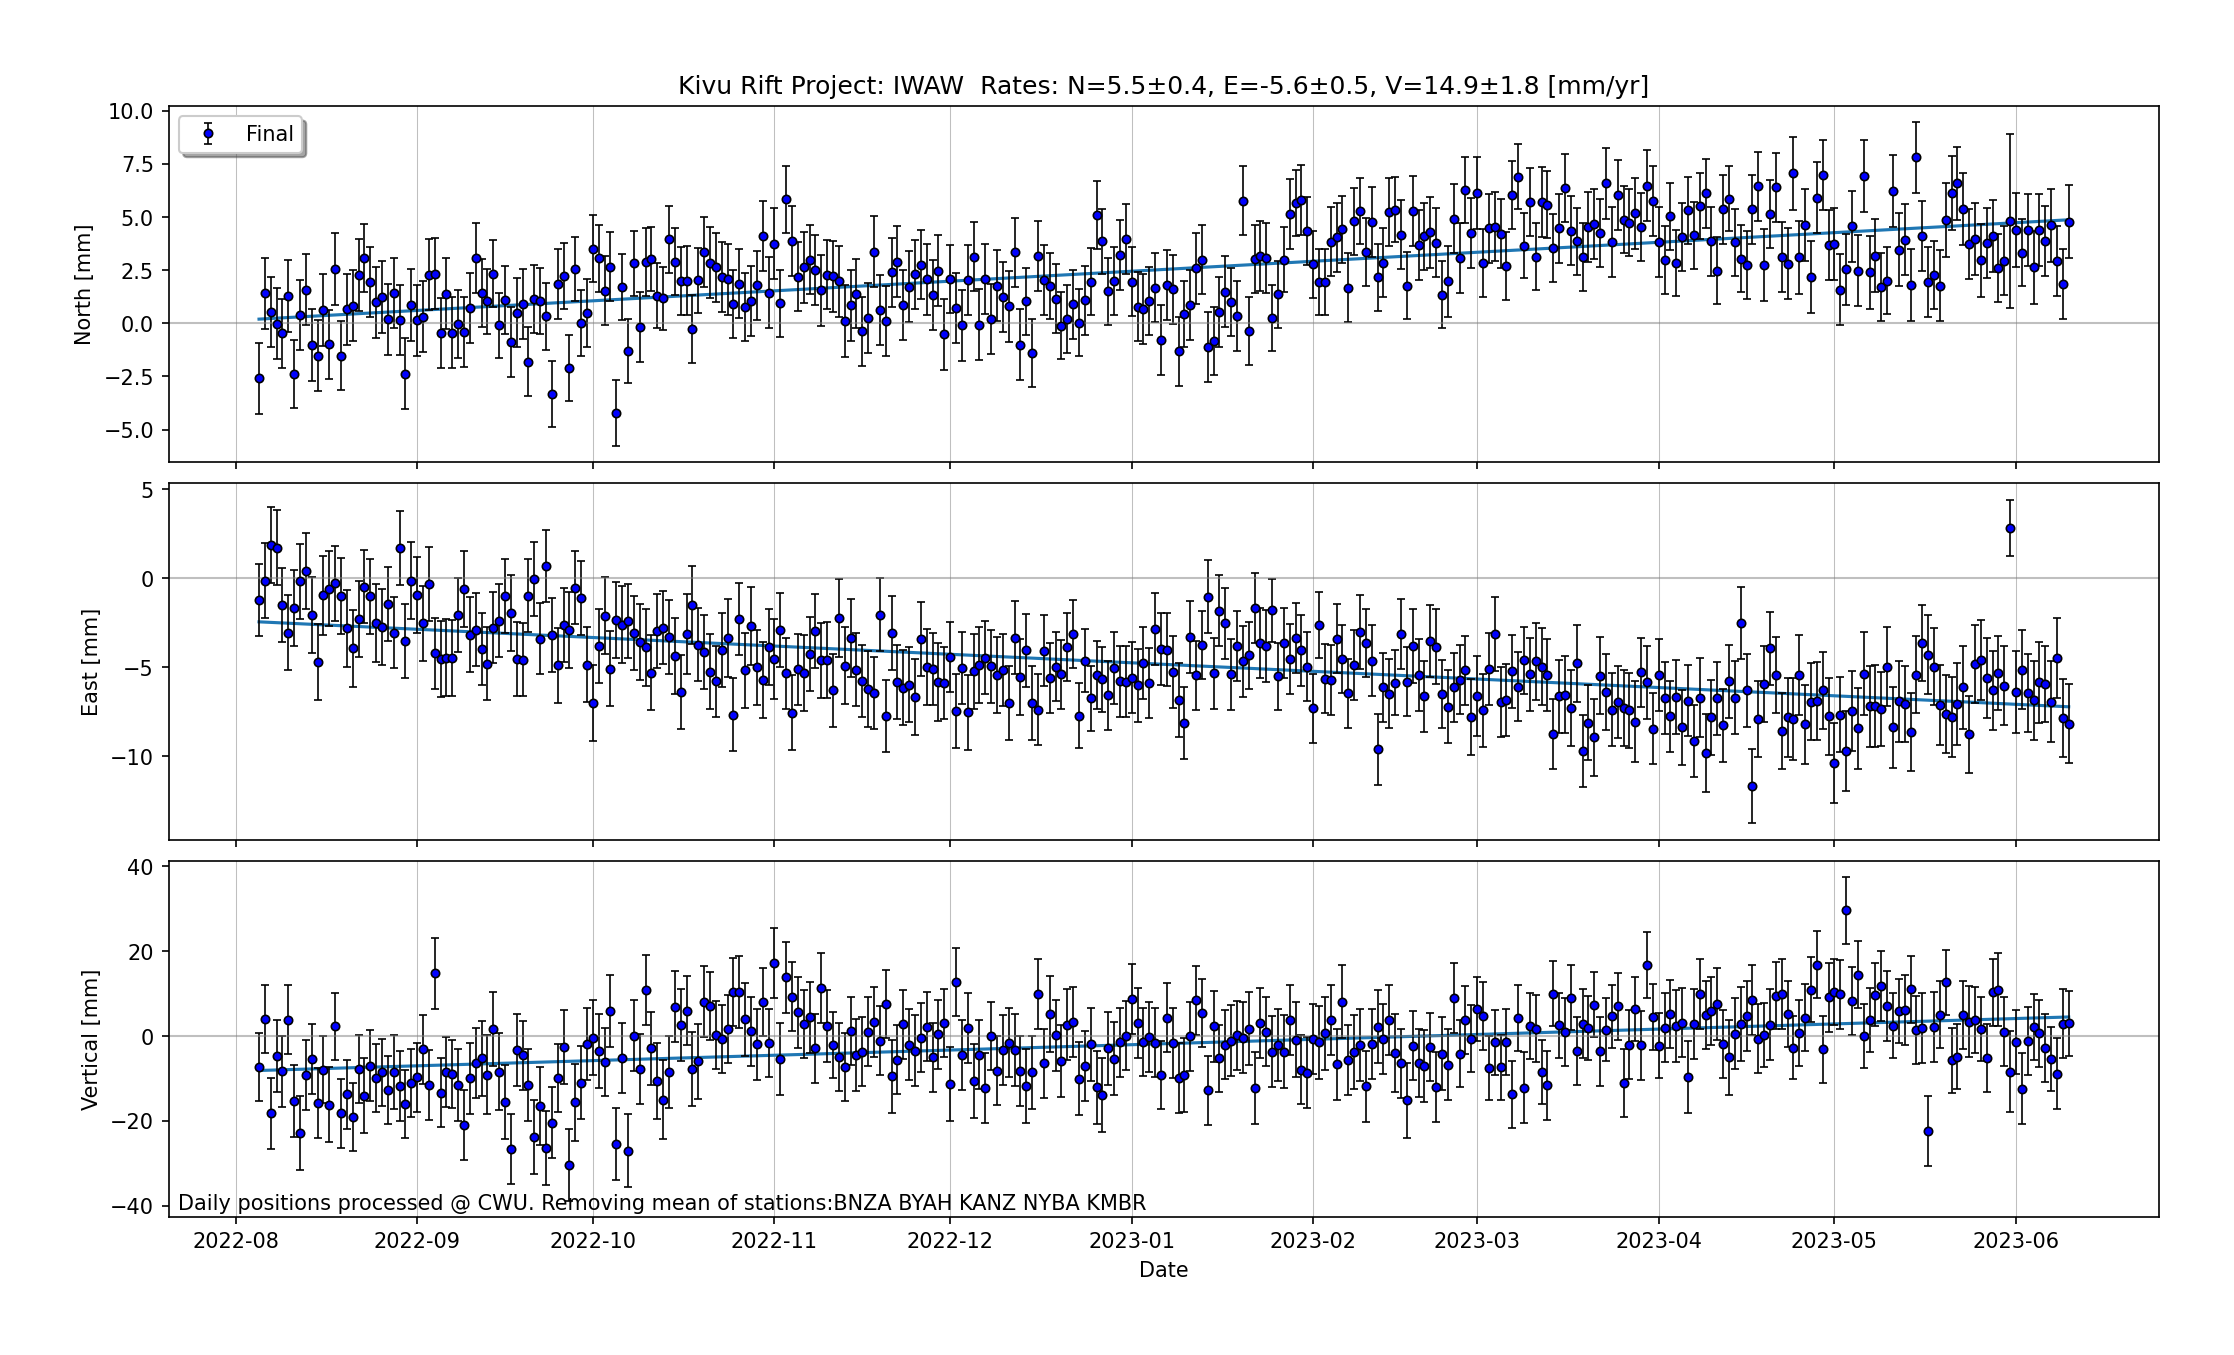 Kivu Rift Project: IWAW  Rates: N=5.5±0.4, E=-5.6±0.5, V=14.9±1.8 [mm/yr]
Final
North [mm]
10.0
7.5
5.0
2.5
0.0
−2.5
−5.0
East [mm]
5
0
−5
−10
Vertical [mm]
40
20
0
−20
−40
Daily positions processed @ CWU. Removing mean of stations:BNZA BYAH KANZ NYBA KMBR
2022-08 2022-09 2022-10 2022-11 2022-12 2023-01 2023-02 2023-03 2023-04 2023-05 2023-06
Date